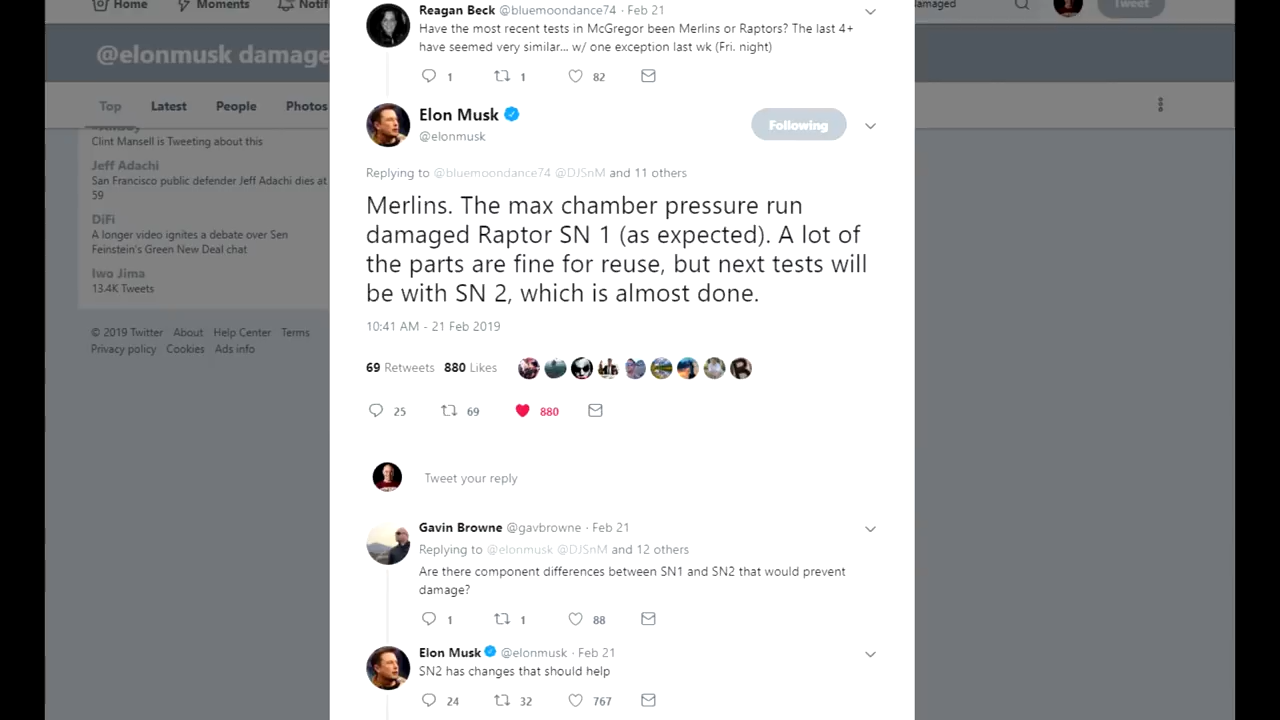 Home
Moments
Notifi
amaged
Tweet
@elonmusk damage
Top
Latest
People
Photos
Clint Mansell is Tweeting about this
Jeff Adachi
San Francisco public defender Jeff Adachi dies at
59
DiFi
A longer video ignites a debate over Sen
Feinstein's Green New Deal chat
Iwo Jima
13.4K Tweets
© 2019 Twitter About Help Center Terms
Privacy policy Cookies Ads info
Reagan Beck @bluemoondance74 · Feb 21
Have the most recent tests in McGregor been Merlins or Raptors? The last 4+
have seemed very similar... w/ one exception last wk (Fri. night)
1 1 82
Elon Musk
@elonmusk
Following
Replying to @bluemoondance74 @DJSnM and 11 others
Merlins. The max chamber pressure run
damaged Raptor SN 1 (as expected). A lot of
the parts are fine for reuse, but next tests will
be with SN 2, which is almost done.
10:41 AM - 21 Feb 2019
69 Retweets 880 Likes
25 69 880
Tweet your reply
Gavin Browne @gavbrowne · Feb 21
Replying to @elonmusk @DJSnM and 12 others
Are there component differences between SN1 and SN2 that would prevent
damage?
1 1 88
Elon Musk @elonmusk · Feb 21
SN2 has changes that should help
24 32 767